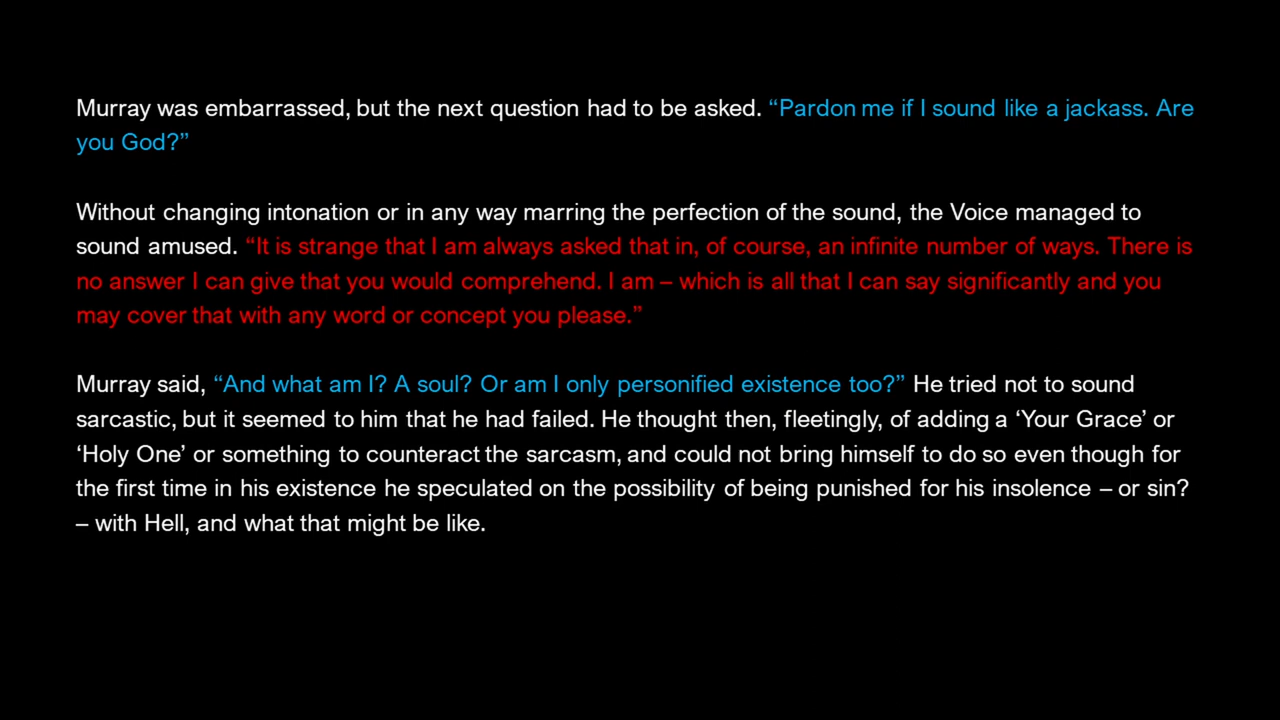 Murray was embarrassed, but the next question had to be asked. “Pardon me if I sound like a jackass. Are
you God?”
Without changing intonation or in any way marring the perfection of the sound, the Voice managed to
sound amused. “It is strange that I am always asked that in, of course, an infinite number of ways. There is
no answer I can give that you would comprehend. I am – which is all that I can say significantly and you
may cover that with any word or concept you please.”
Murray said, “And what am I? A soul? Or am I only personified existence too?” He tried not to sound
sarcastic, but it seemed to him that he had failed. He thought then, fleetingly, of adding a ‘Your Grace’ or
‘Holy One’ or something to counteract the sarcasm, and could not bring himself to do so even though for
the first time in his existence he speculated on the possibility of being punished for his insolence – or sin?
– with Hell, and what that might be like.